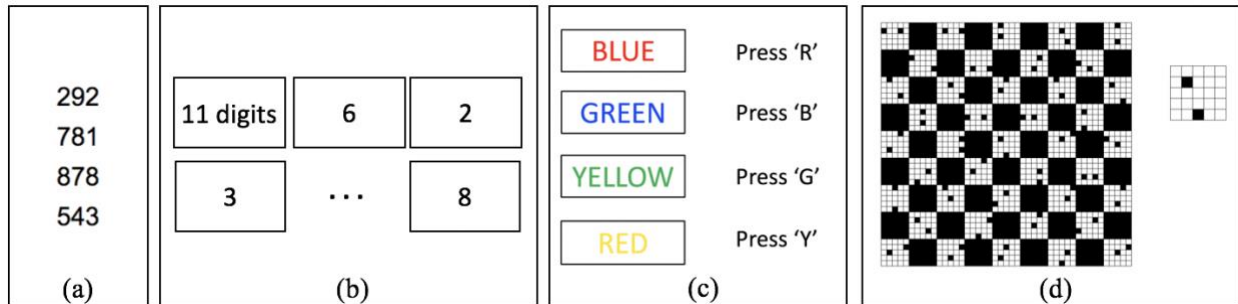 292
781
878
543
(a)
11 digits 6 2
3 ... 8
(b)
BLUE Press 'R'
GREEN Press 'B'
YELLOW Press 'G'
RED Press 'Y'
(c)
(d)